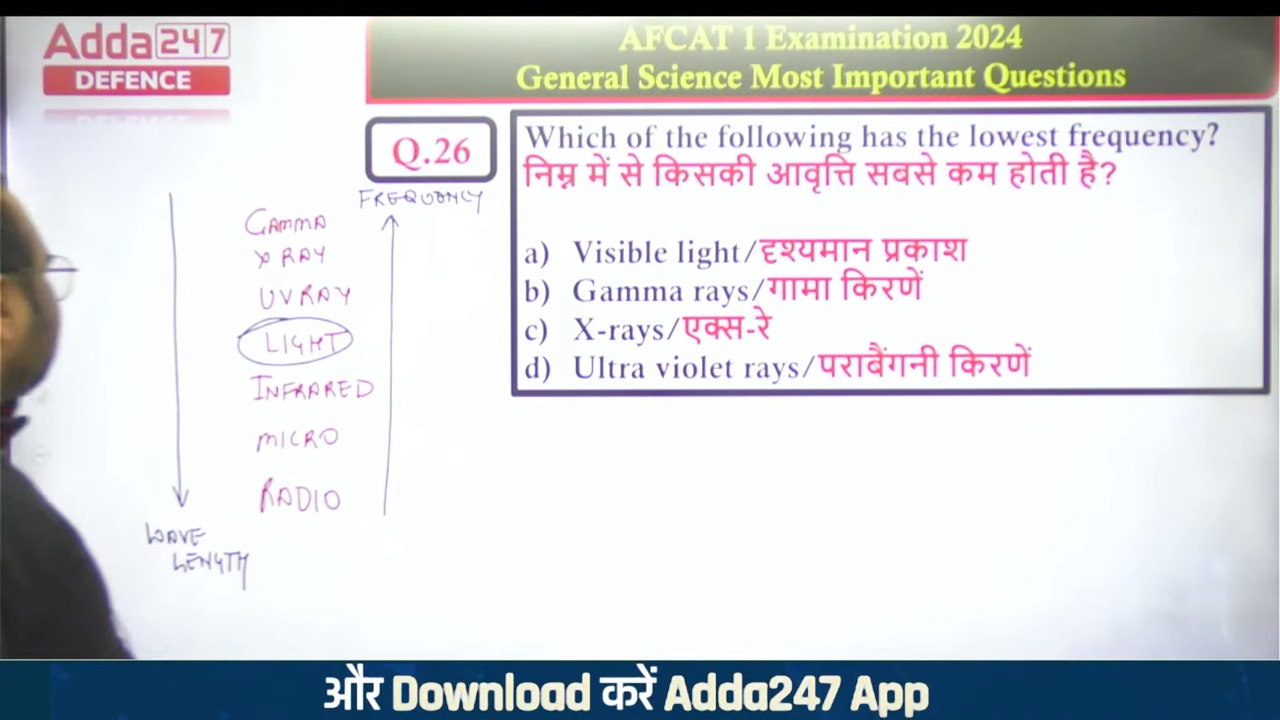 Adda247
DEFENCE
AFCAT 1 Examination 2024
General Science Most Important Questions
Q.26
Which of the following has the lowest frequency?
निम्न में से किसकी आवृत्ति सबसे कम होती है?
a) Visible light/दृश्यमान प्रकाश
b) Gamma rays/गामा किरणें
c) X-rays/एक्स-रे
d) Ultra violet rays/पराबैंगनी किरणें
FREQUENCY
GAMMA
X RAY
UV RAY
LIGHT
INFRARED
MICRO
RADIO
WAVE
LENGTH
और Download करें Adda247 App